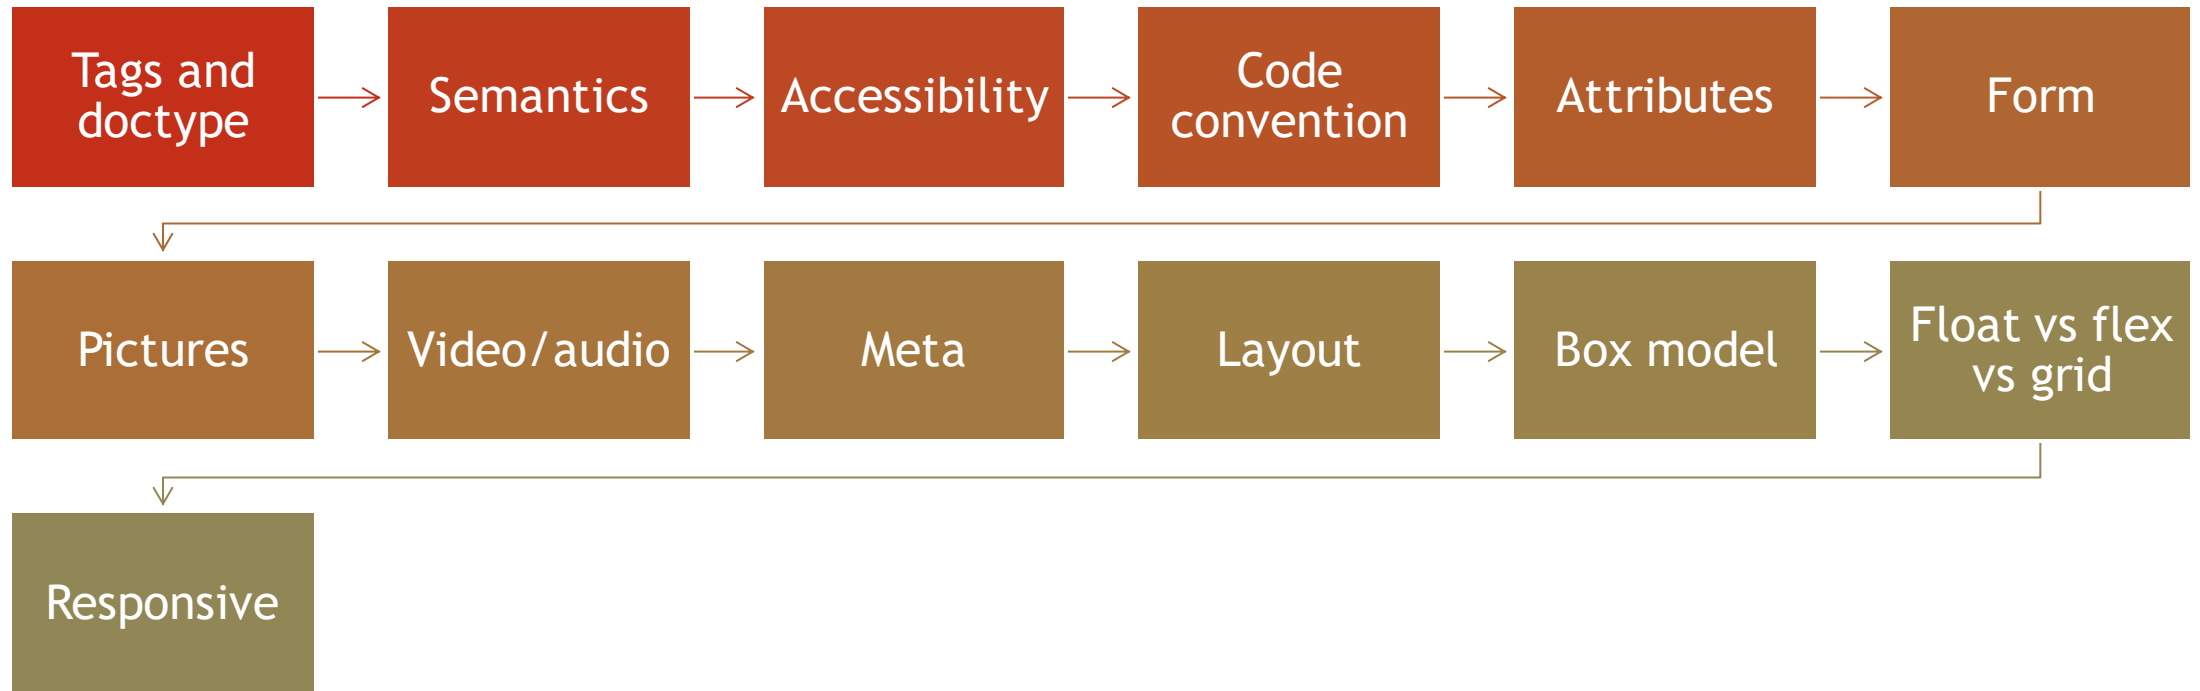 Tags and
doctype
Semantics
Accessibility
Code
convention
Attributes
Form
Pictures
Video/audio
Meta
Layout
Box model
Float vs flex
vs grid
Responsive